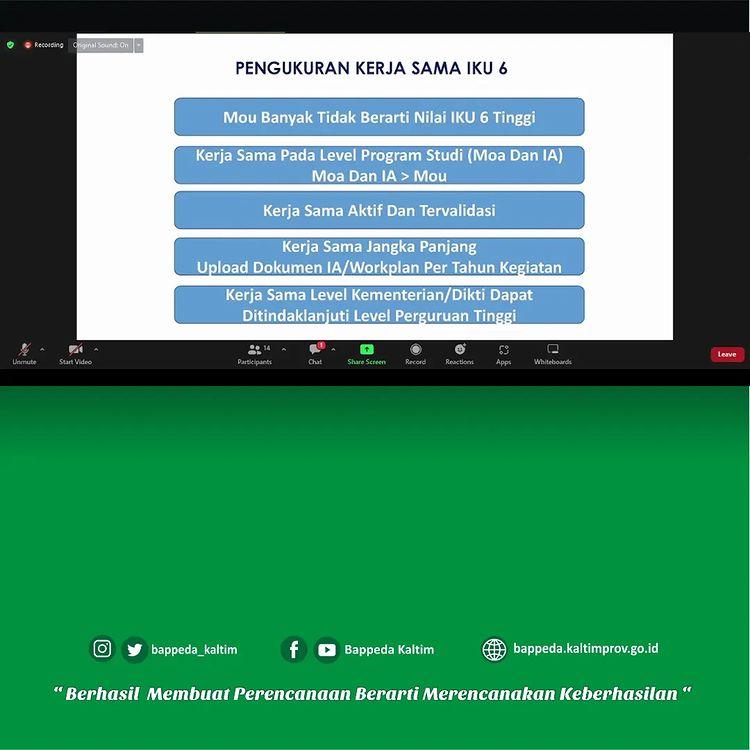 Recording
Original Sound: On
PENGUKURAN KERJA SAMA IKU 6
Mou Banyak Tidak Berarti Nilai IKU 6 Tinggi
Kerja Sama Pada Level Program Studi (Moa Dan IA)
Moa Dan IA > Mou
Kerja Sama Aktif Dan Tervalidasi
Kerja Sama Jangka Panjang
Upload Dokumen IA/Workplan Per Tahun Kegiatan
Kerja Sama Level Kementerian/Dikti Dapat
Ditindaklanjuti Level Perguruan Tinggi
Unmute Start Video Participants 14 Chat 1 Share Screen Record Reactions Apps Whiteboards Leave
bappeda_kaltim Bappeda Kaltim bappeda.kaltimprov.go.id
“ Berhasil Membuat Perencanaan Berarti Merencanakan Keberhasilan “